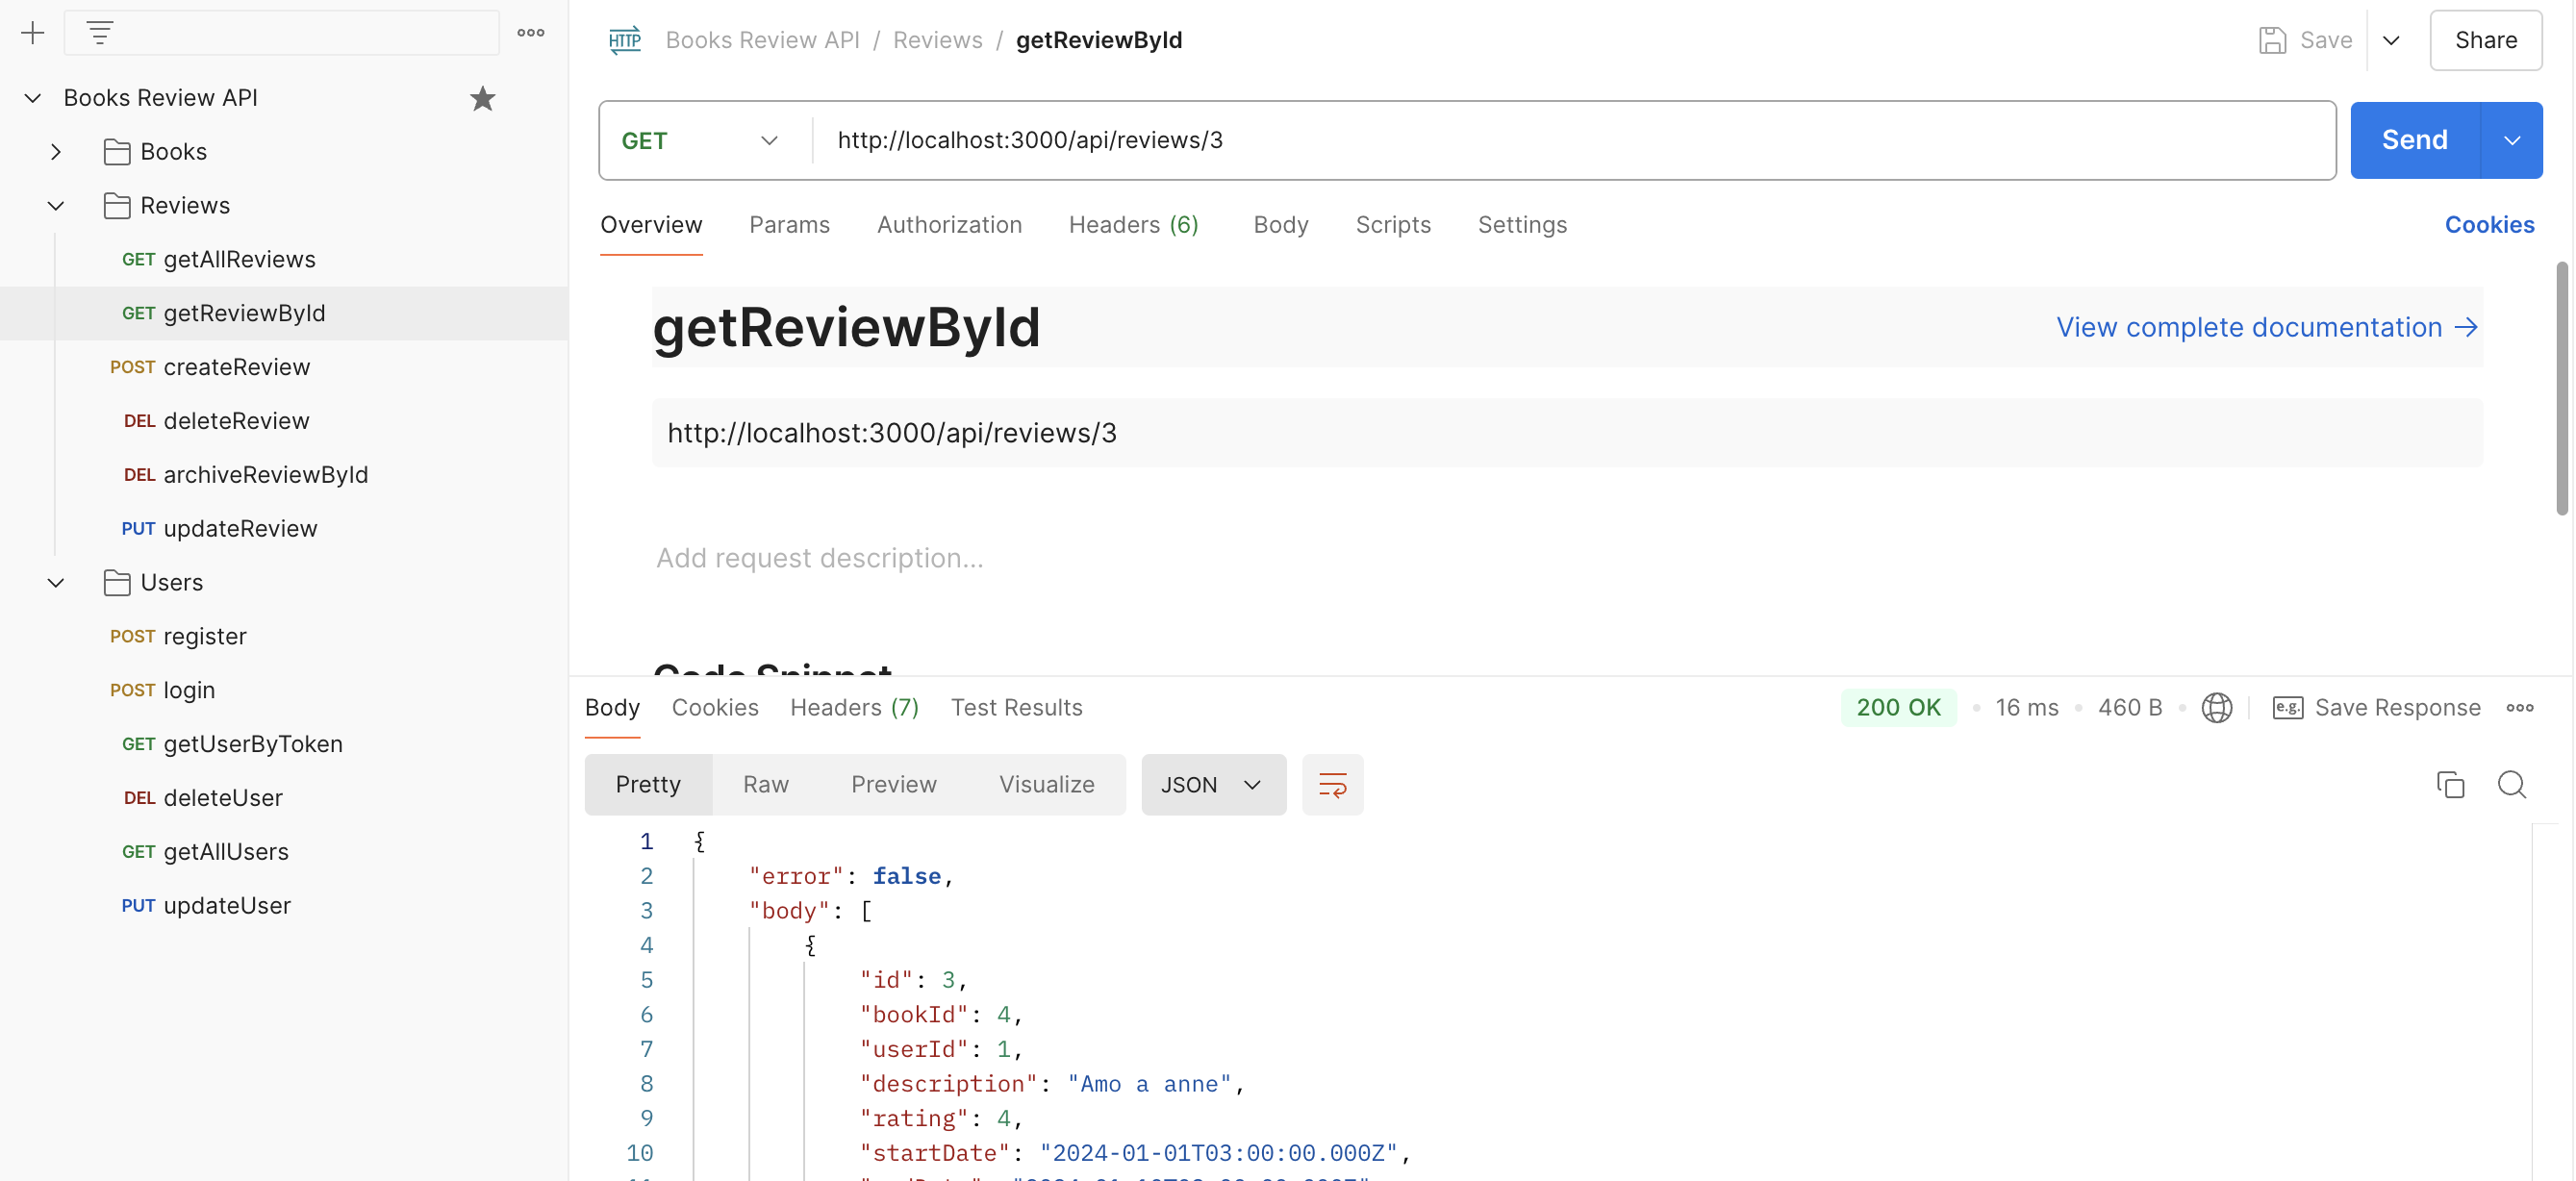 Books Review API
Books
Reviews
GET getAllReviews
GET getReviewById
POST createReview
DEL deleteReview
DEL archiveReviewById
PUT updateReview
Users
POST register
POST login
GET getUserByToken
DEL deleteUser
GET getAllUsers
PUT updateUser
HTTP Books Review API / Reviews / getReviewById Save Share
GET http://localhost:3000/api/reviews/3 Send
Overview Params Authorization Headers (6) Body Scripts Settings Cookies
getReviewById View complete documentation →
http://localhost:3000/api/reviews/3
Add request description...
Code Snippet
Body Cookies Headers (7) Test Results 200 OK • 16 ms • 460 B • e.g. Save Response
Pretty Raw Preview Visualize JSON
1 {
2 "error": false,
3 "body": [
4 {
5 "id": 3,
6 "bookId": 4,
7 "userId": 1,
8 "description": "Amo a anne",
9 "rating": 4,
10 "startDate": "2024-01-01T03:00:00.000Z",